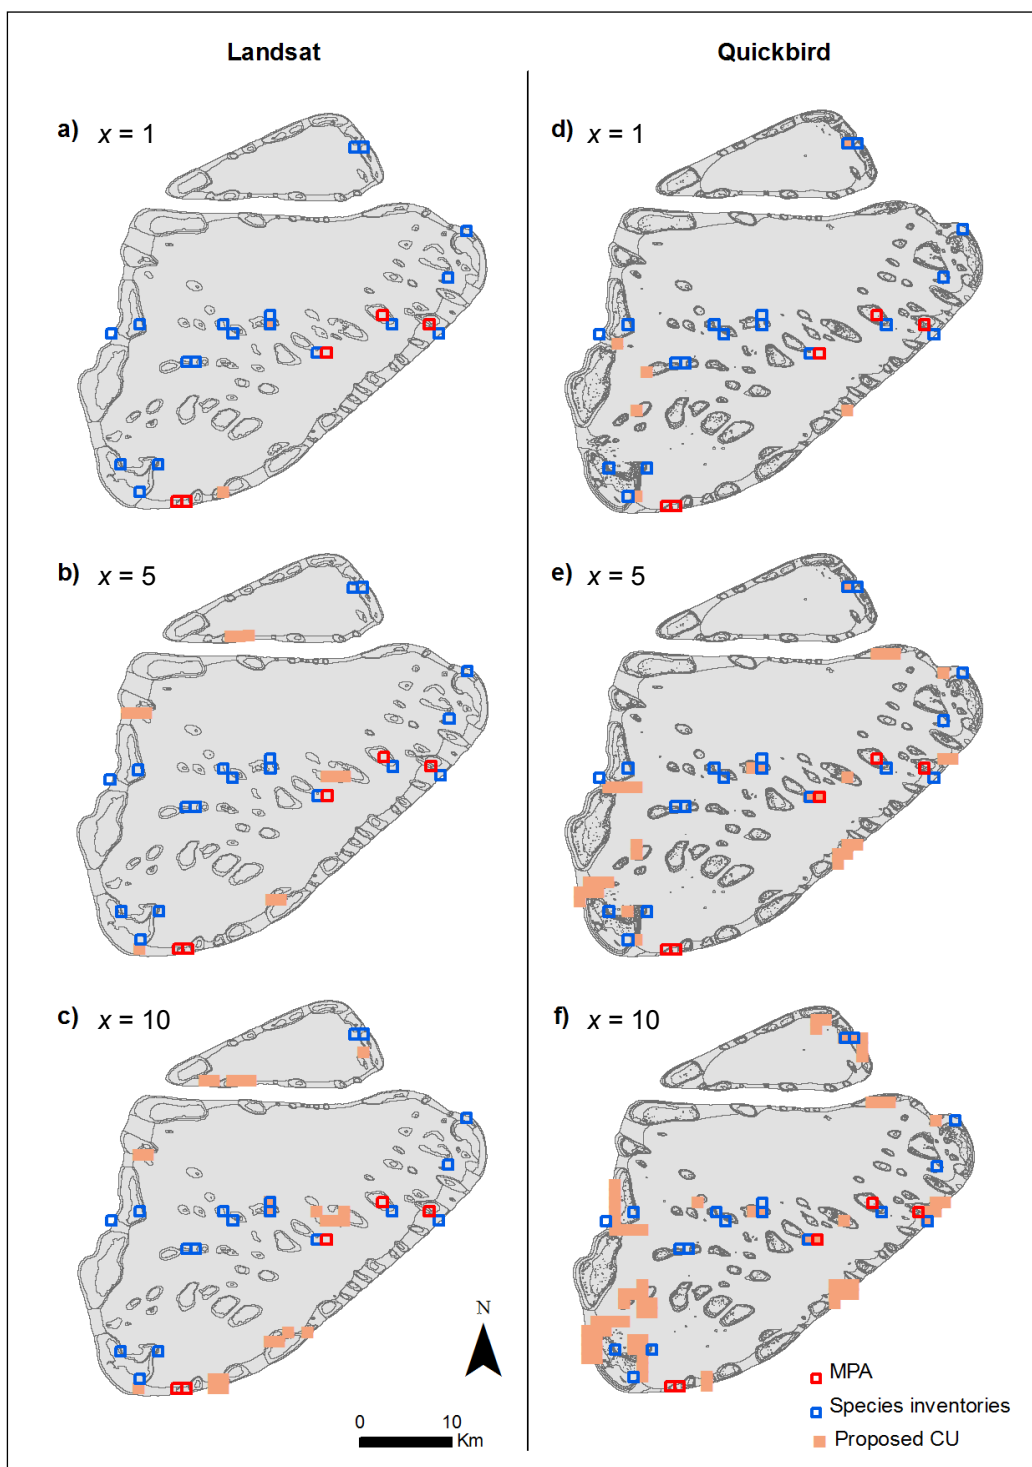 Landsat
Quickbird
a) x = 1
d) x = 1
b) x = 5
e) x = 5
c) x = 10
f) x = 10
N
0 10
Km
MPA
Species inventories
Proposed CU